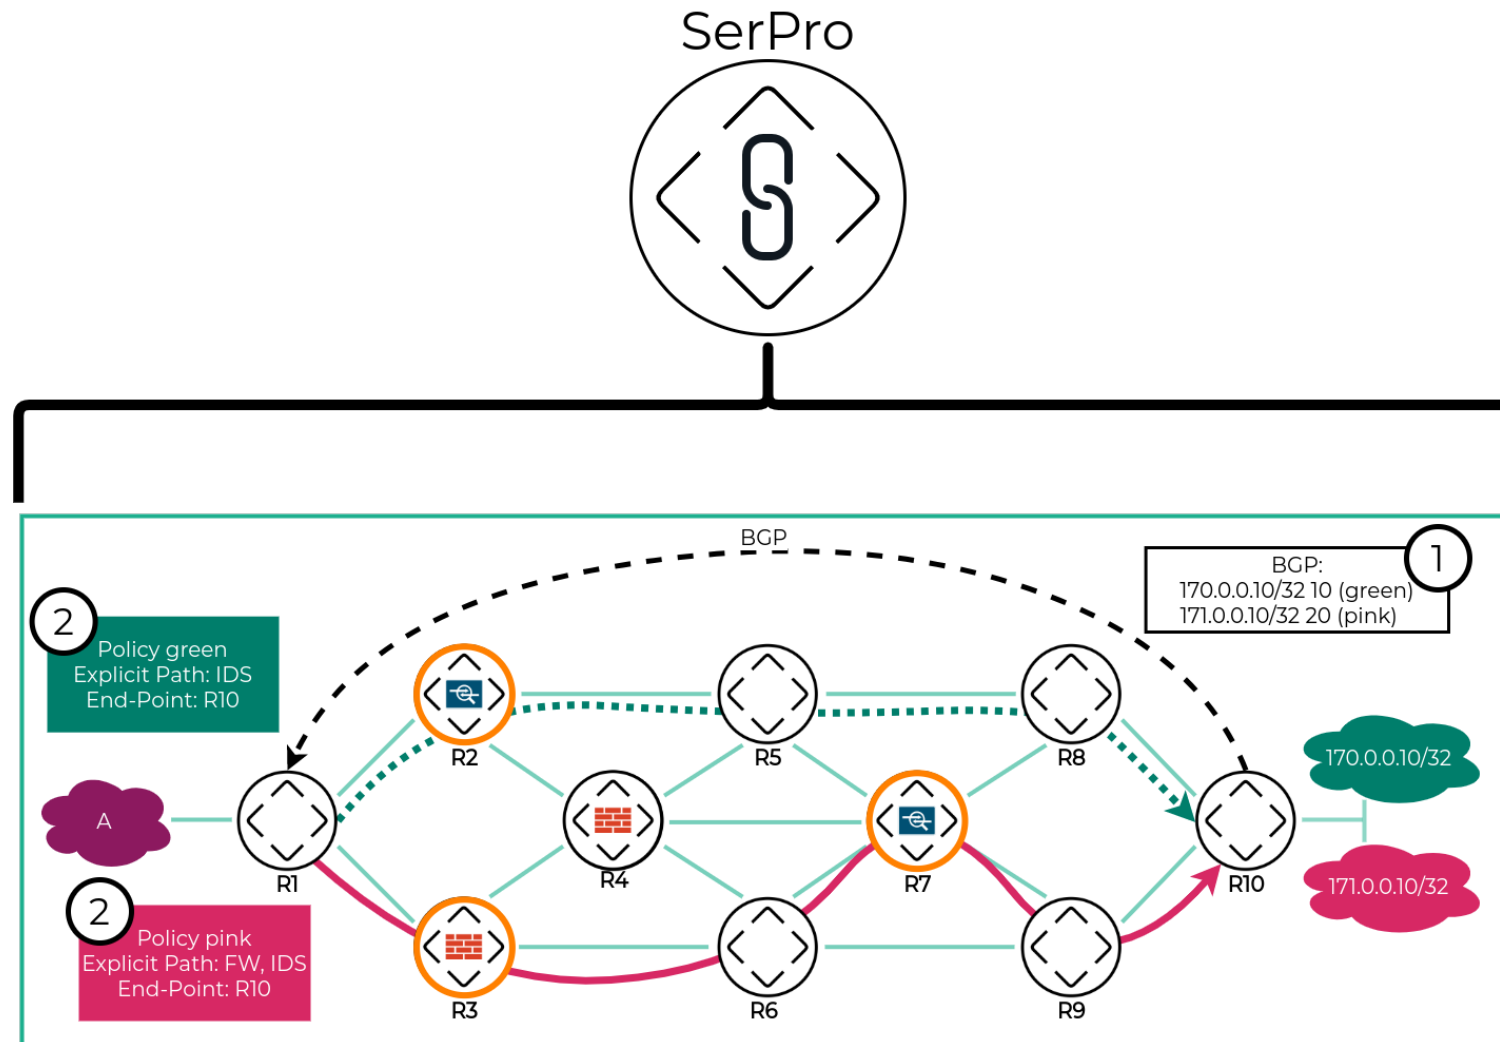 SerPro
BGP
1
BGP:
170.0.0.10/32 10 (green)
171.0.0.10/32 20 (pink)
2
Policy green
Explicit Path: IDS
End-Point: R10
R2
R5
R8
170.0.0.10/32
A
R1
R4
R7
R10
171.0.0.10/32
2
Policy pink
Explicit Path: FW, IDS
End-Point: R10
R3
R6
R9